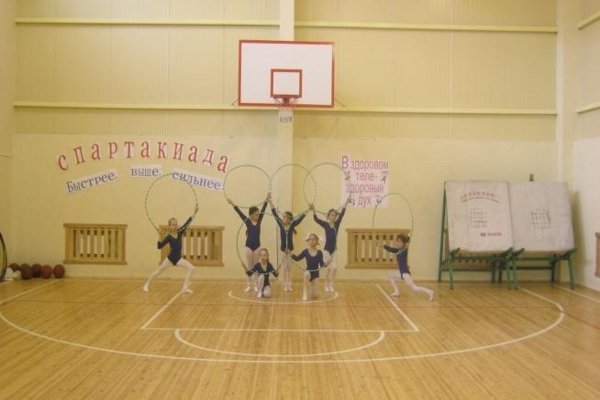 СПАРТАКИАДА
Быстрее выше сильнее
В здоровом
теле-
здоровый
дух